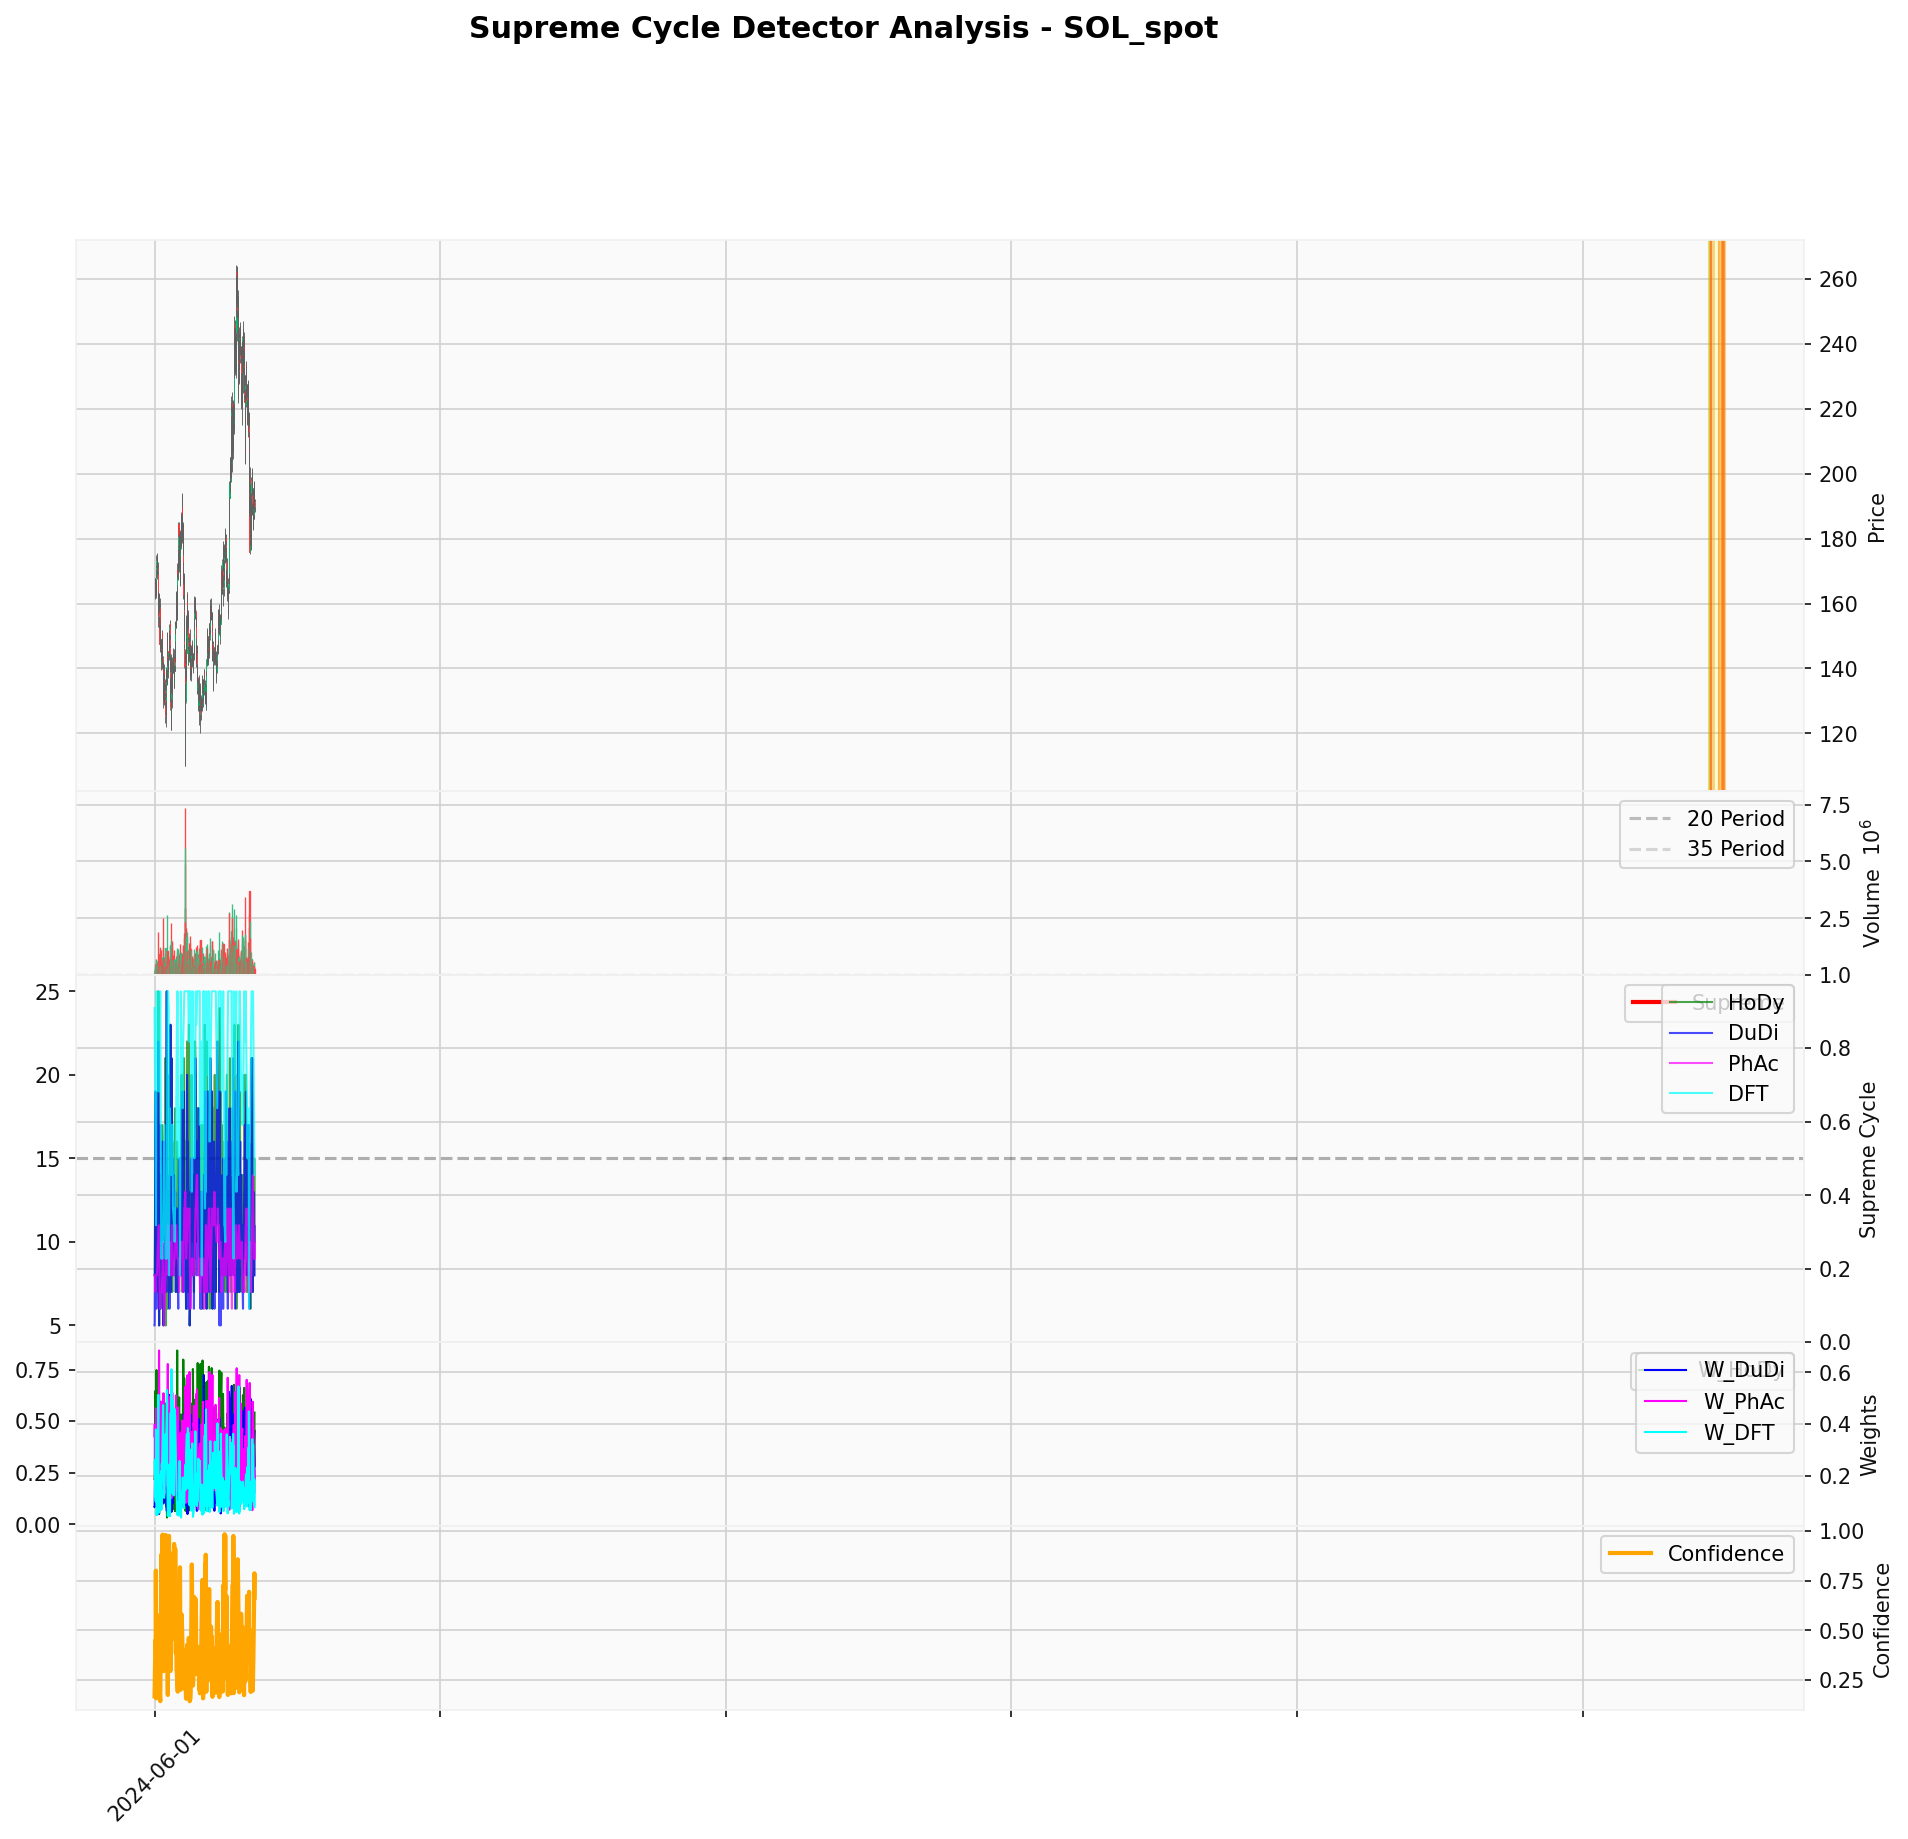 Supreme Cycle Detector Analysis - SOL_spot
260
240
220
200
180
160
140
120
Price
7.5
5.0
2.5
Volume 10⁶
20 Period
35 Period
1.0
0.8
0.6
0.4
0.2
0.0
Supreme Cycle
25
20
15
10
5
Supreme
HoDy
DuDi
PhAc
DFT
0.75
0.50
0.25
0.00
0.6
0.4
0.2
Weights
W_HoDy
W_DuDi
W_PhAc
W_DFT
1.00
0.75
0.50
0.25
Confidence
Confidence
2024-06-01